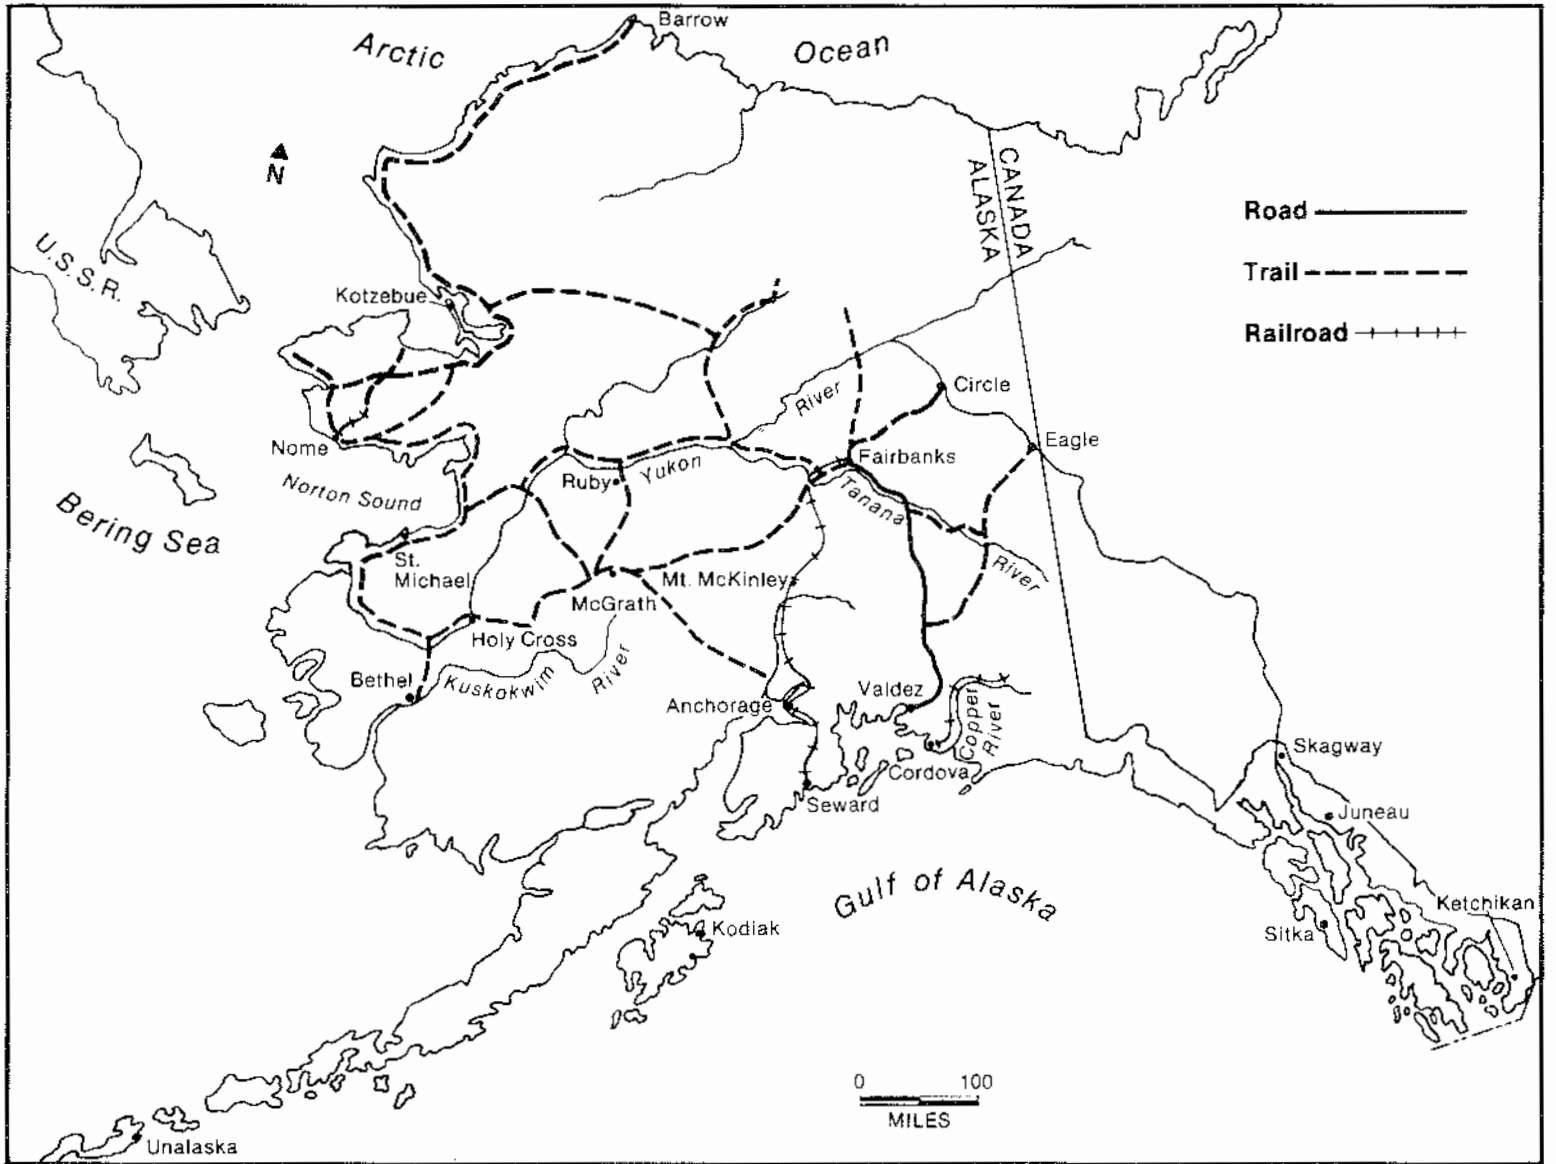 Barrow
Arctic
Ocean
N
CANADA
ALASKA
Road
U.S.S.R.
Trail
Kotzebue
Railroad
River
Circle
Nome
Eagle
Fairbanks
Ruby
Yukon
Norton Sound
Tanana
Bering Sea
St.
Michael
Mt. McKinley
River
McGrath
Holy Cross
Bethel
Kuskokwim
River
Valdez
Anchorage
Copper
River
Skagway
Cordova
Seward
Juneau
Gulf of Alaska
Ketchikan
Kodiak
Sitka
0 100
MILES
Unalaska